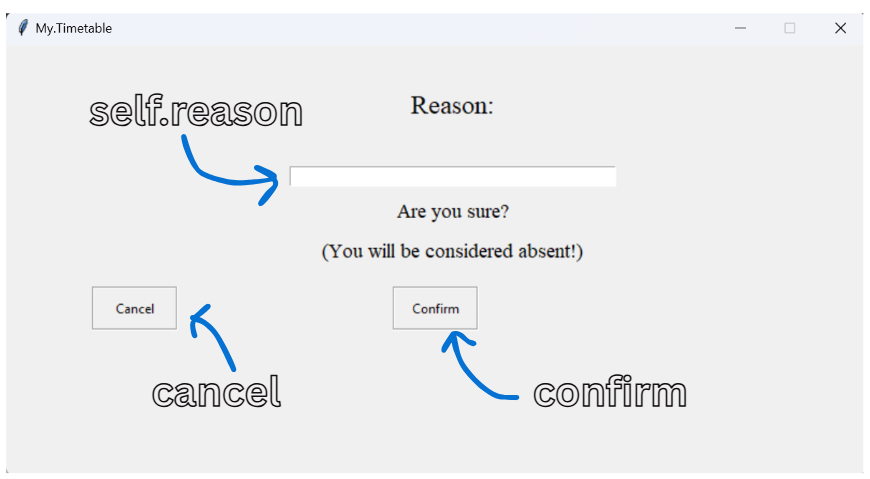 My.Timetable
self.reason
Reason:
Are you sure?
(You will be considered absent!)
Cancel
Confirm
cancel
confirm